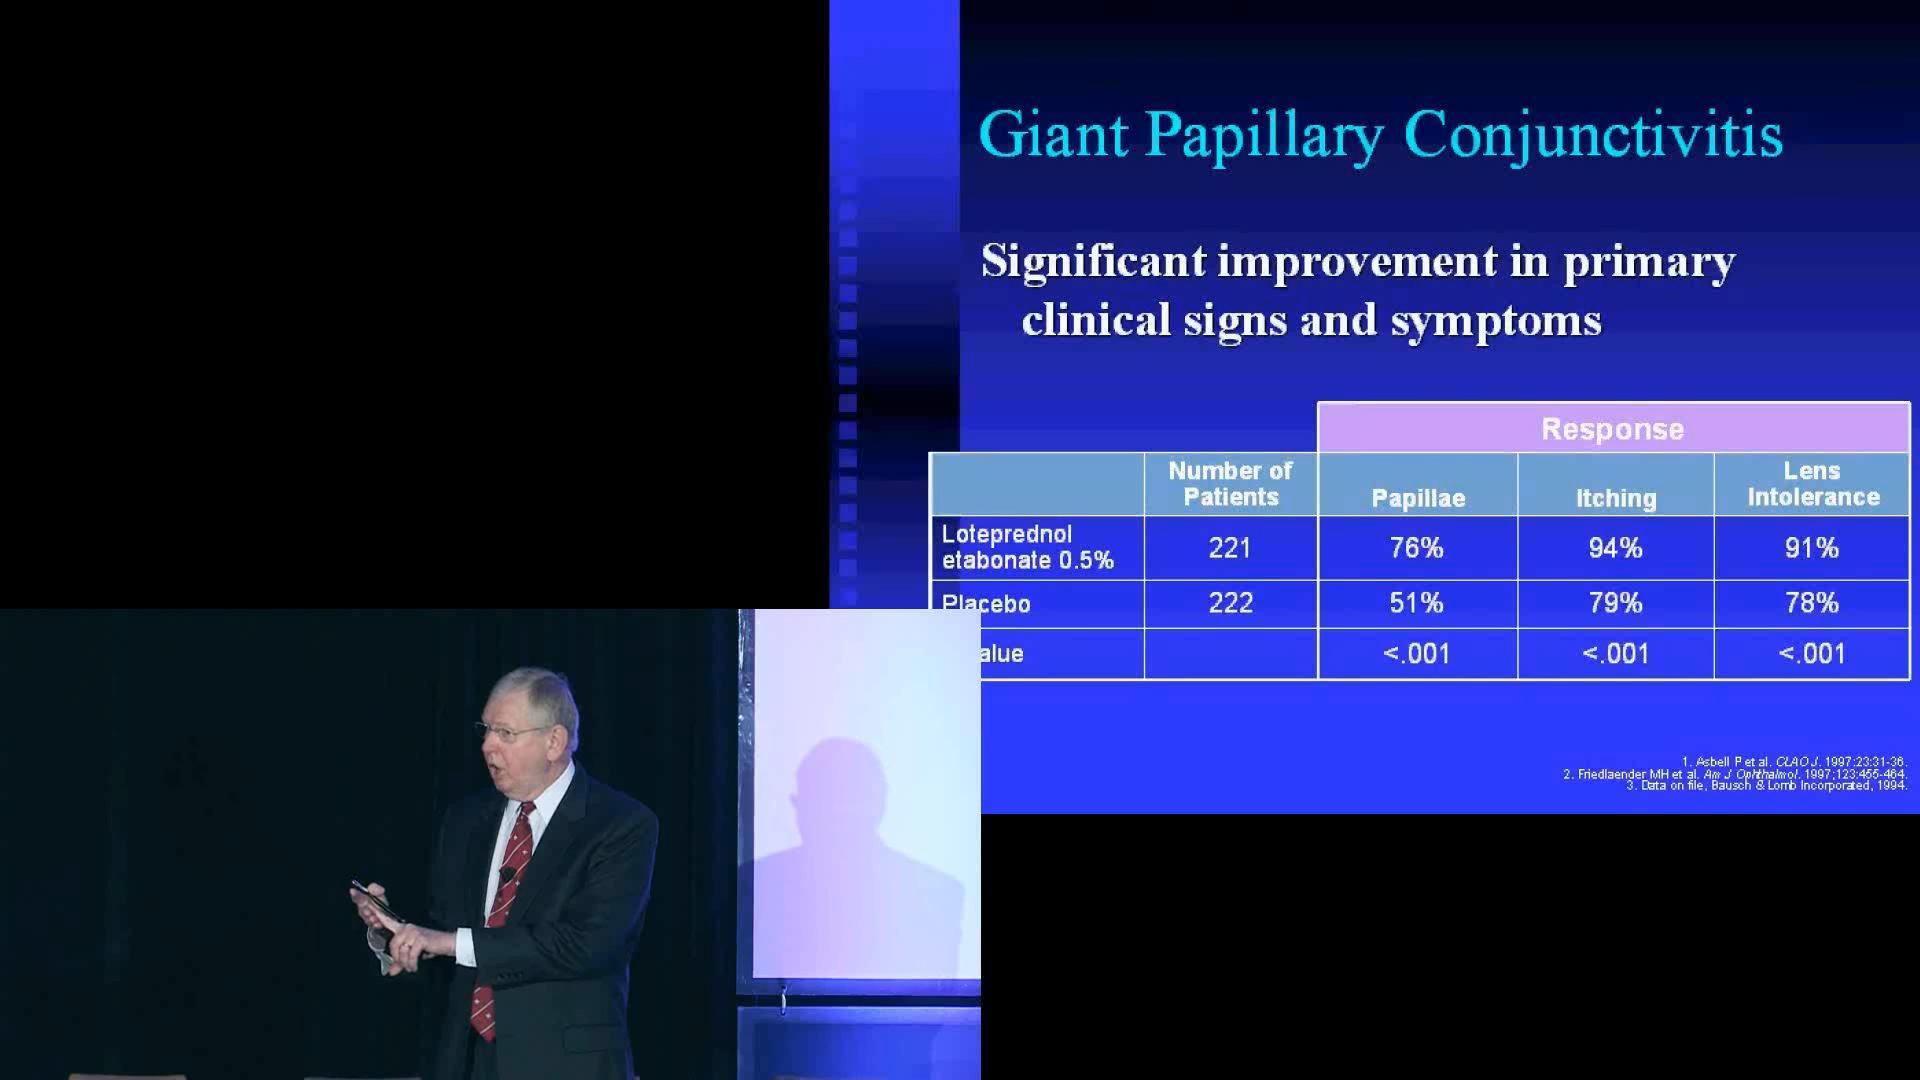 Giant Papillary Conjunctivitis
Significant improvement in primary
clinical signs and symptoms
Response
Number of Patients Papillae Itching Lens Intolerance
Loteprednol etabonate 0.5% 221 76% 94% 91%
Placebo 222 51% 79% 78%
alue <.001 <.001 <.001
1. Asbell P et al. CLAO J. 1997:23:31-36.
2. Friedlaender MH et al. Am J Ophthalmol. 1997;123:455-464.
3. Data on file, Bausch & Lomb Incorporated, 1994.